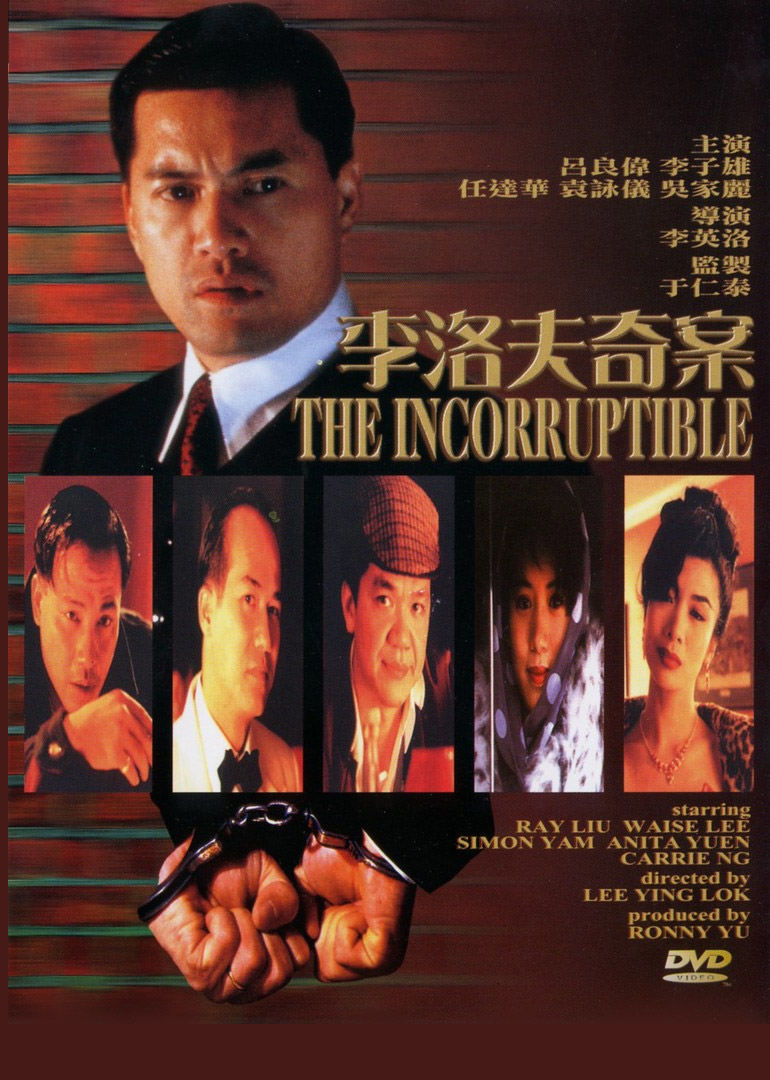 主演
呂良偉 李子雄
任達華 袁詠儀 吳家麗
導演
李英洛
監製
于仁泰
李洛夫奇案
THE INCORRUPTIBLE
starring
RAY LIU WAISE LEE
SIMON YAM ANITA YUEN
CARRIE NG
directed by
LEE YING LOK
produced by
RONNY YU
DVD
VIDEO
TM